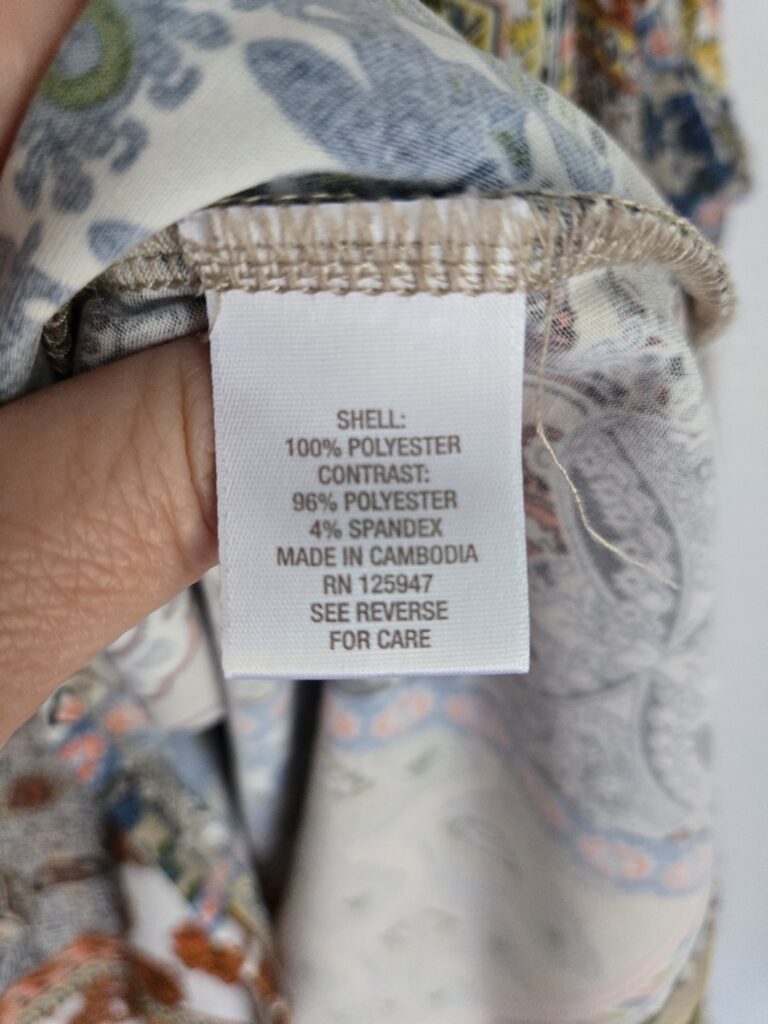 SHELL:
100% POLYESTER
CONTRAST:
96% POLYESTER
4% SPANDEX
MADE IN CAMBODIA
RN 125947
SEE REVERSE
FOR CARE